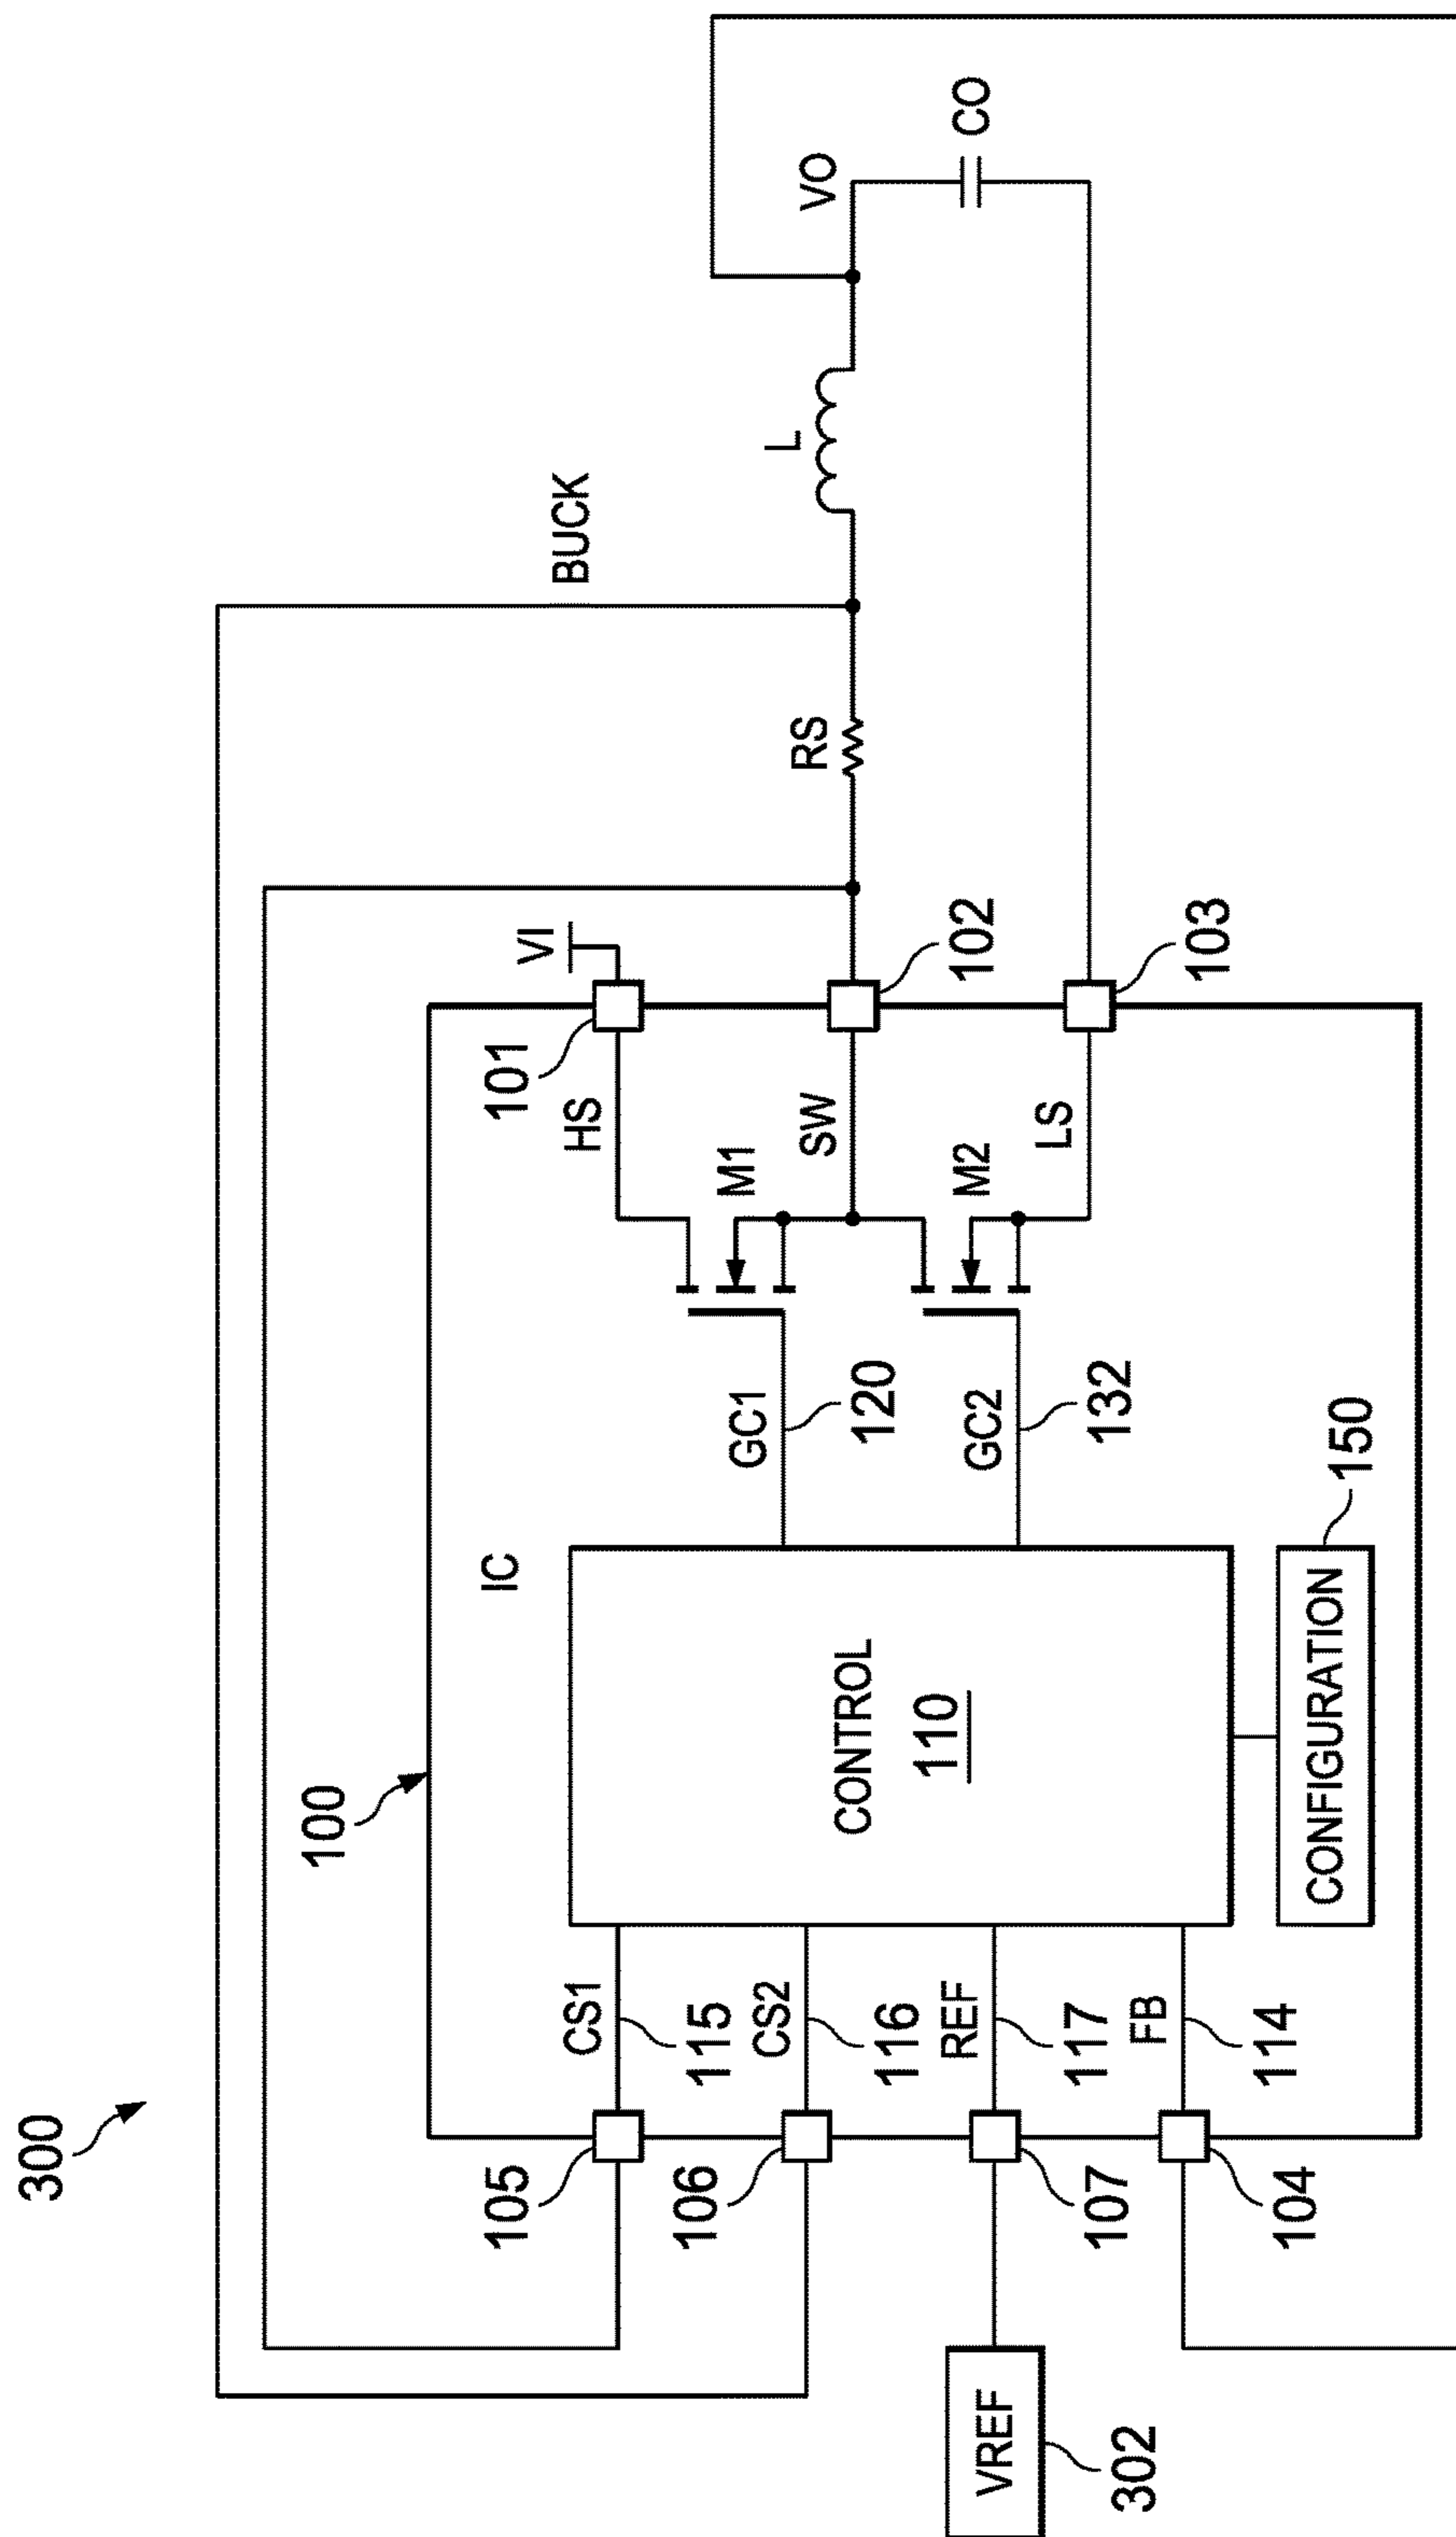 300
100
IC
BUCK
VI
101
HS
105
CS1
115
106
CS2
116
VREF
302
107
REF
117
104
FB
114
CONTROL
110
CONFIGURATION
150
GC1
120
GC2
132
M1
M2
SW
102
LS
103
RS
L
VO
CO